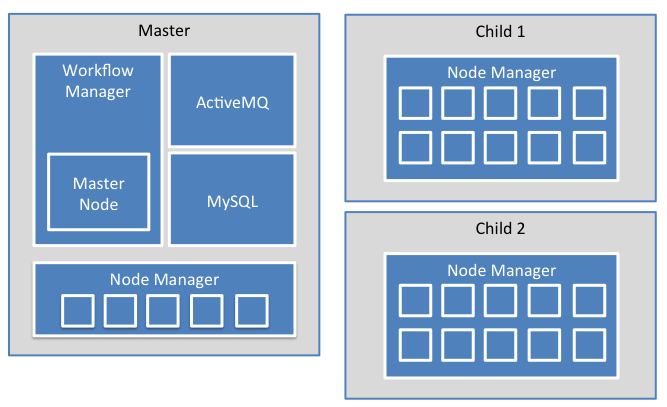 Master
Workflow
Manager
ActiveMQ
Master
Node
MySQL
Node Manager
Child 1
Node Manager
Child 2
Node Manager